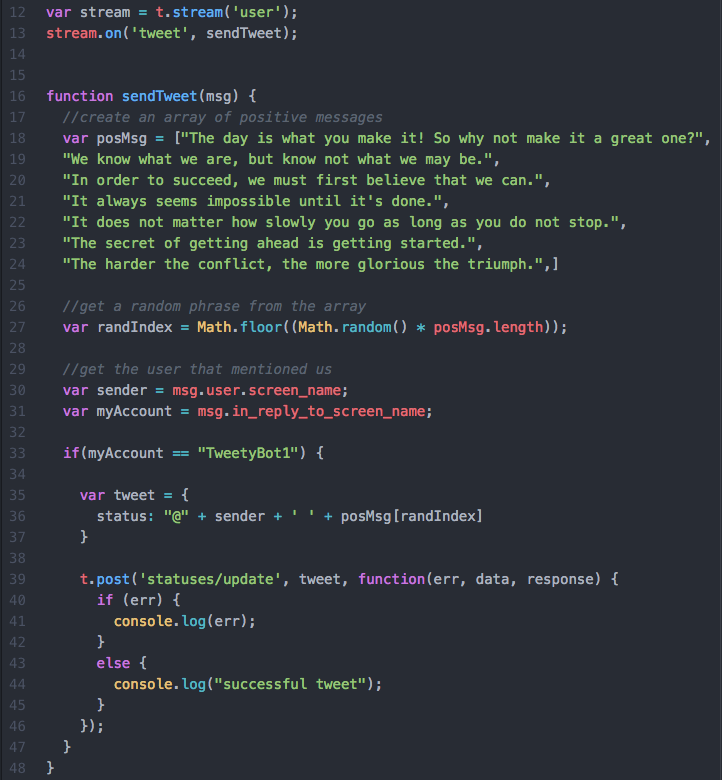 12 var stream = t.stream('user');
13 stream.on('tweet', sendTweet);
14
15
16 function sendTweet(msg) {
17   //create an array of positive messages
18   var posMsg = ["The day is what you make it! So why not make it a great one?",
19   "We know what we are, but know not what we may be.",
20   "In order to succeed, we must first believe that we can.",
21   "It always seems impossible until it's done.",
22   "It does not matter how slowly you go as long as you do not stop.",
23   "The secret of getting ahead is getting started.",
24   "The harder the conflict, the more glorious the triumph.",]
25
26   //get a random phrase from the array
27   var randIndex = Math.floor((Math.random() * posMsg.length));
28
29   //get the user that mentioned us
30   var sender = msg.user.screen_name;
31   var myAccount = msg.in_reply_to_screen_name;
32
33   if(myAccount == "TweetyBot1") {
34
35     var tweet = {
36       status: "@" + sender + ' ' + posMsg[randIndex]
37     }
38
39     t.post('statuses/update', tweet, function(err, data, response) {
40       if (err) {
41         console.log(err);
42       }
43       else {
44         console.log("successful tweet");
45       }
46     });
47   }
48 }